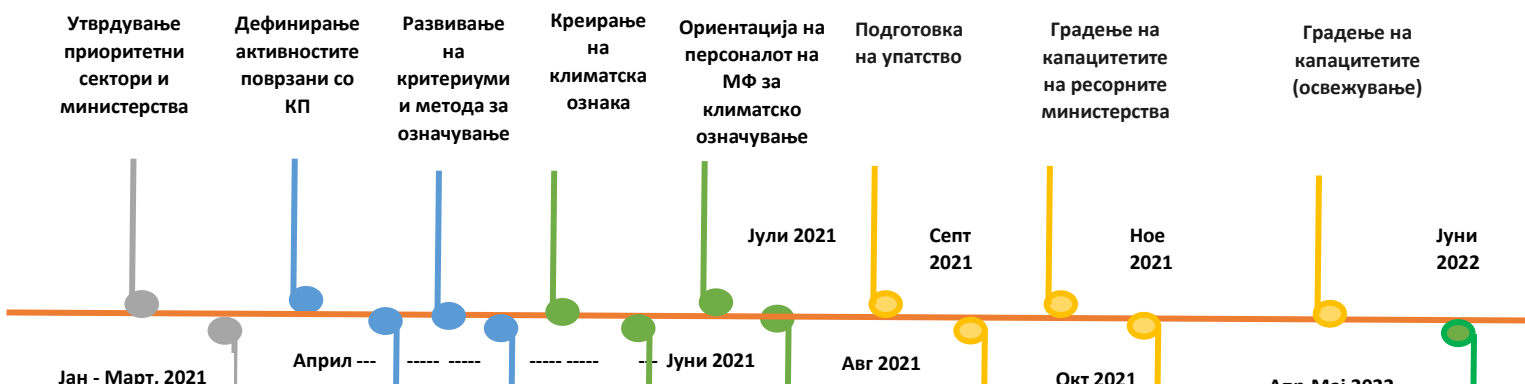 Утврдување
приоритетни
сектори и
министерства
Дефинирање
активностите
поврзани со
КП
Развивање
на
критериуми
и метода за
означување
Креирање
на
климатска
ознака
Ориентација на
персоналот на
МФ за
климатско
означување
Подготовка
на упатство
Градење на
капацитетите
на ресорните
министерства
Градење на
капацитетите
(освежување)
Јули 2021
Септ
2021
Ное
2021
Јуни
2022
Јан - Март, 2021
Април --- ----- ----- ----- ----- --- Јуни 2021
Авг 2021
Окт 2021
Апр-Мај 2022